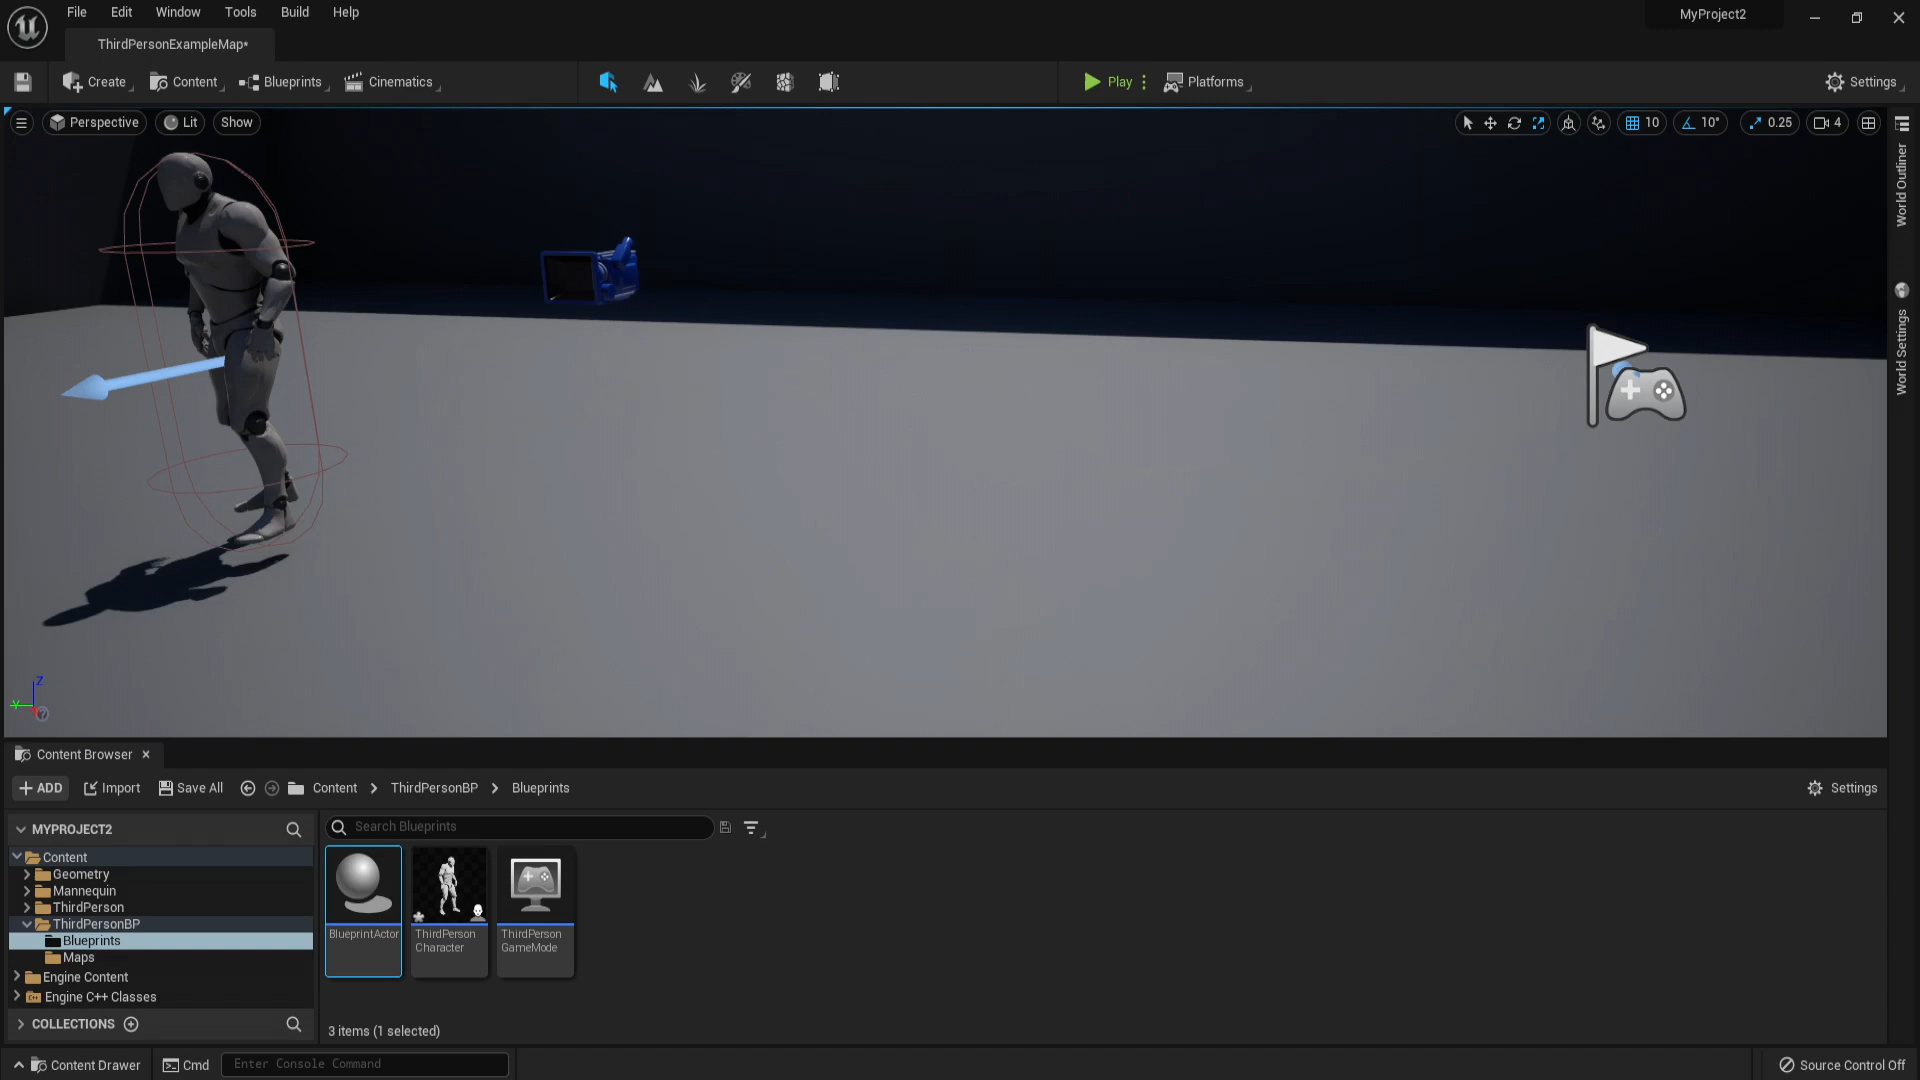 File Edit Window Tools Build Help
MyProject2
ThirdPersonExampleMap*
Create Content Blueprints Cinematics Play Platforms Settings
Perspective Lit Show 10 10° 0.25 4
World Outliner
World Settings
Z
Y
Content Browser
+ ADD Import Save All Content > ThirdPersonBP > Blueprints Settings
MYPROJECT2
Search Blueprints
Content
Geometry
Mannequin
ThirdPerson
ThirdPersonBP
Blueprints
Maps
Engine Content
Engine C++ Classes
COLLECTIONS
BlueprintActor
ThirdPerson
Character
ThirdPerson
GameMode
3 items (1 selected)
Content Drawer Cmd Enter Console Command Source Control Off